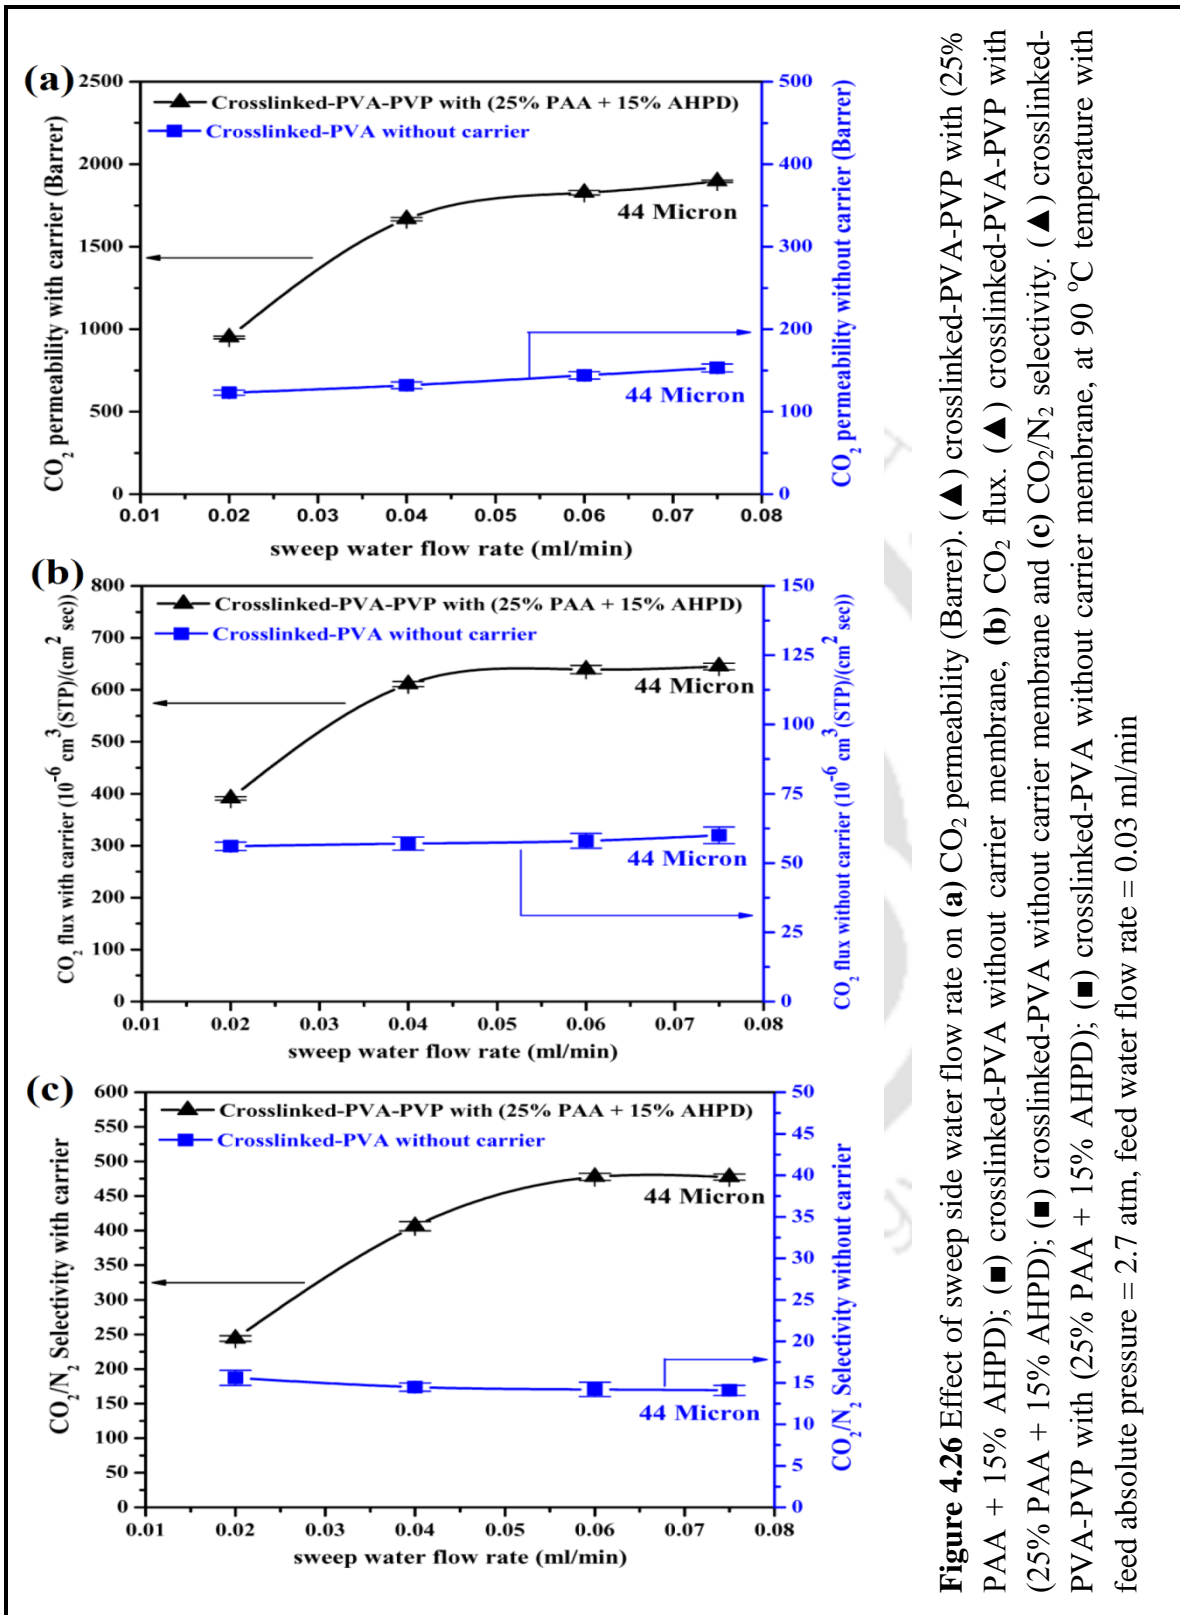 (a)
2500
2000
1500
1000
500
0
CO2 permeability with carrier (Barrer)
Crosslinked-PVA-PVP with (25% PAA + 15% AHPD)
Crosslinked-PVA without carrier
44 Micron
44 Micron
500
400
300
200
100
0
CO2 permeability without carrier (Barrer)
0.01 0.02 0.03 0.04 0.05 0.06 0.07 0.08
sweep water flow rate (ml/min)
(b)
800
700
600
500
400
300
200
100
0
CO2 flux with carrier (10-6 cm3(STP)/(cm2 sec))
Crosslinked-PVA-PVP with (25% PAA + 15% AHPD)
Crosslinked-PVA without carrier
44 Micron
44 Micron
150
125
100
75
50
25
0
CO2 flux without carrier (10-6 cm3(STP)/(cm2 sec))
0.01 0.02 0.03 0.04 0.05 0.06 0.07 0.08
sweep water flow rate (ml/min)
(c)
600
550
500
450
400
350
300
250
200
150
100
50
0
CO2/N2 Selectivity with carrier
Crosslinked-PVA-PVP with (25% PAA + 15% AHPD)
Crosslinked-PVA without carrier
44 Micron
44 Micron
50
45
40
35
30
25
20
15
10
5
0
CO2/N2 Selectivity without carrier
0.01 0.02 0.03 0.04 0.05 0.06 0.07 0.08
sweep water flow rate (ml/min)
Figure 4.26 Effect of sweep side water flow rate on (a) CO2 permeability (Barrer). (▲) crosslinked-PVA-PVP with (25%
PAA + 15% AHPD); (■) crosslinked-PVA without carrier membrane, (b) CO2 flux. (▲) crosslinked-PVA-PVP with
(25% PAA + 15% AHPD); (■) crosslinked-PVA without carrier membrane and (c) CO2/N2 selectivity. (▲) crosslinked-
PVA-PVP with (25% PAA + 15% AHPD); (■) crosslinked-PVA without carrier membrane, at 90 °C temperature with
feed absolute pressure = 2.7 atm, feed water flow rate = 0.03 ml/min